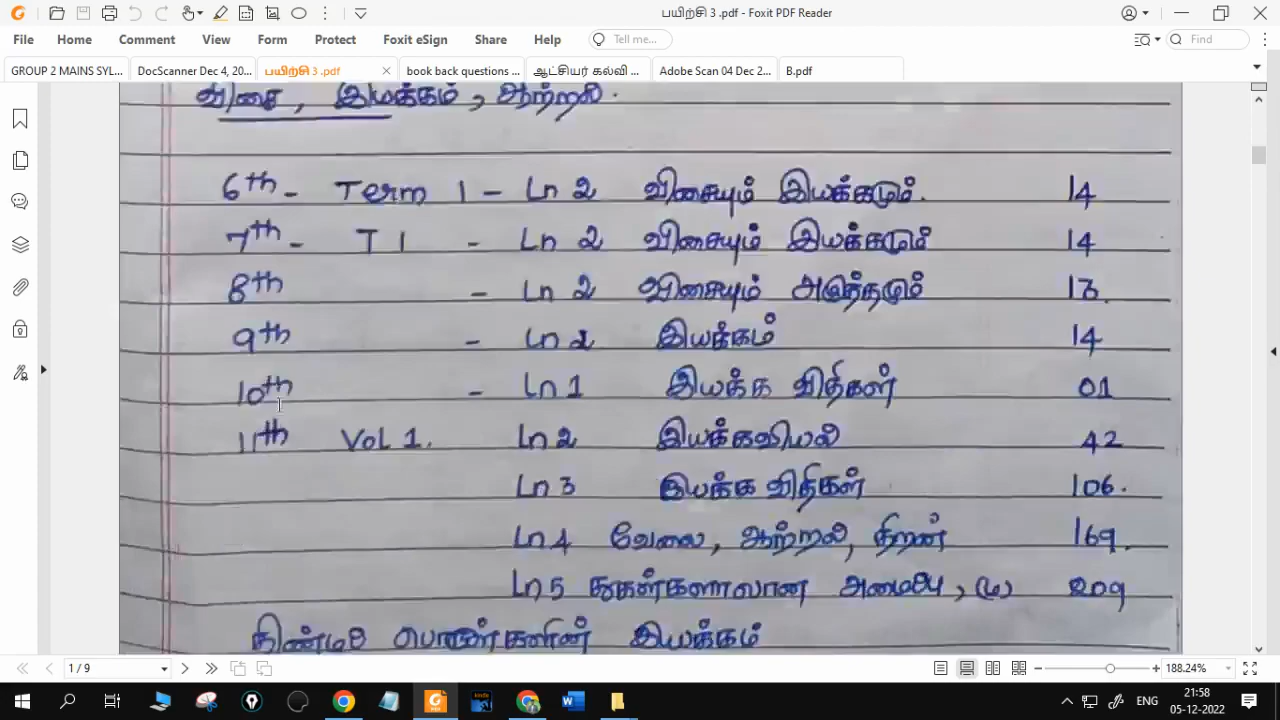 பயிற்சி 3 .pdf - Foxit PDF Reader
File Home Comment View Form Protect Foxit eSign Share Help Tell me... Find
GROUP 2 MAINS SYL... DocScanner Dec 4, 20... பயிற்சி 3 .pdf book back questions ... ஆட்சியர் கல்வி ... Adobe Scan 04 Dec 2... B.pdf
விசை, இயக்கம், ஆற்றல்.
6th - Term 1 - Ln 2 விசையும் இயக்கமும். 14
7th - T 1 - Ln 2 விசையும் இயக்கமும் 14
8th - Ln 2 விசையும் அழுத்தமும் 13.
9th - Ln 2 இயக்கம் 14
10th - Ln 1 இயக்க விதிகள் 01
11th Vol 1. Ln 2 இயக்கவியல் 42
Ln 3 இயக்க விதிகள் 106.
Ln 4 வேலை, ஆற்றல், திறன் 169.
Ln 5 துகள்களாலான அமைப்பு, (ம) 209
திண்மப் பொருள்களின் இயக்கம்
1 / 9 188.24%
ENG 21:58
05-12-2022